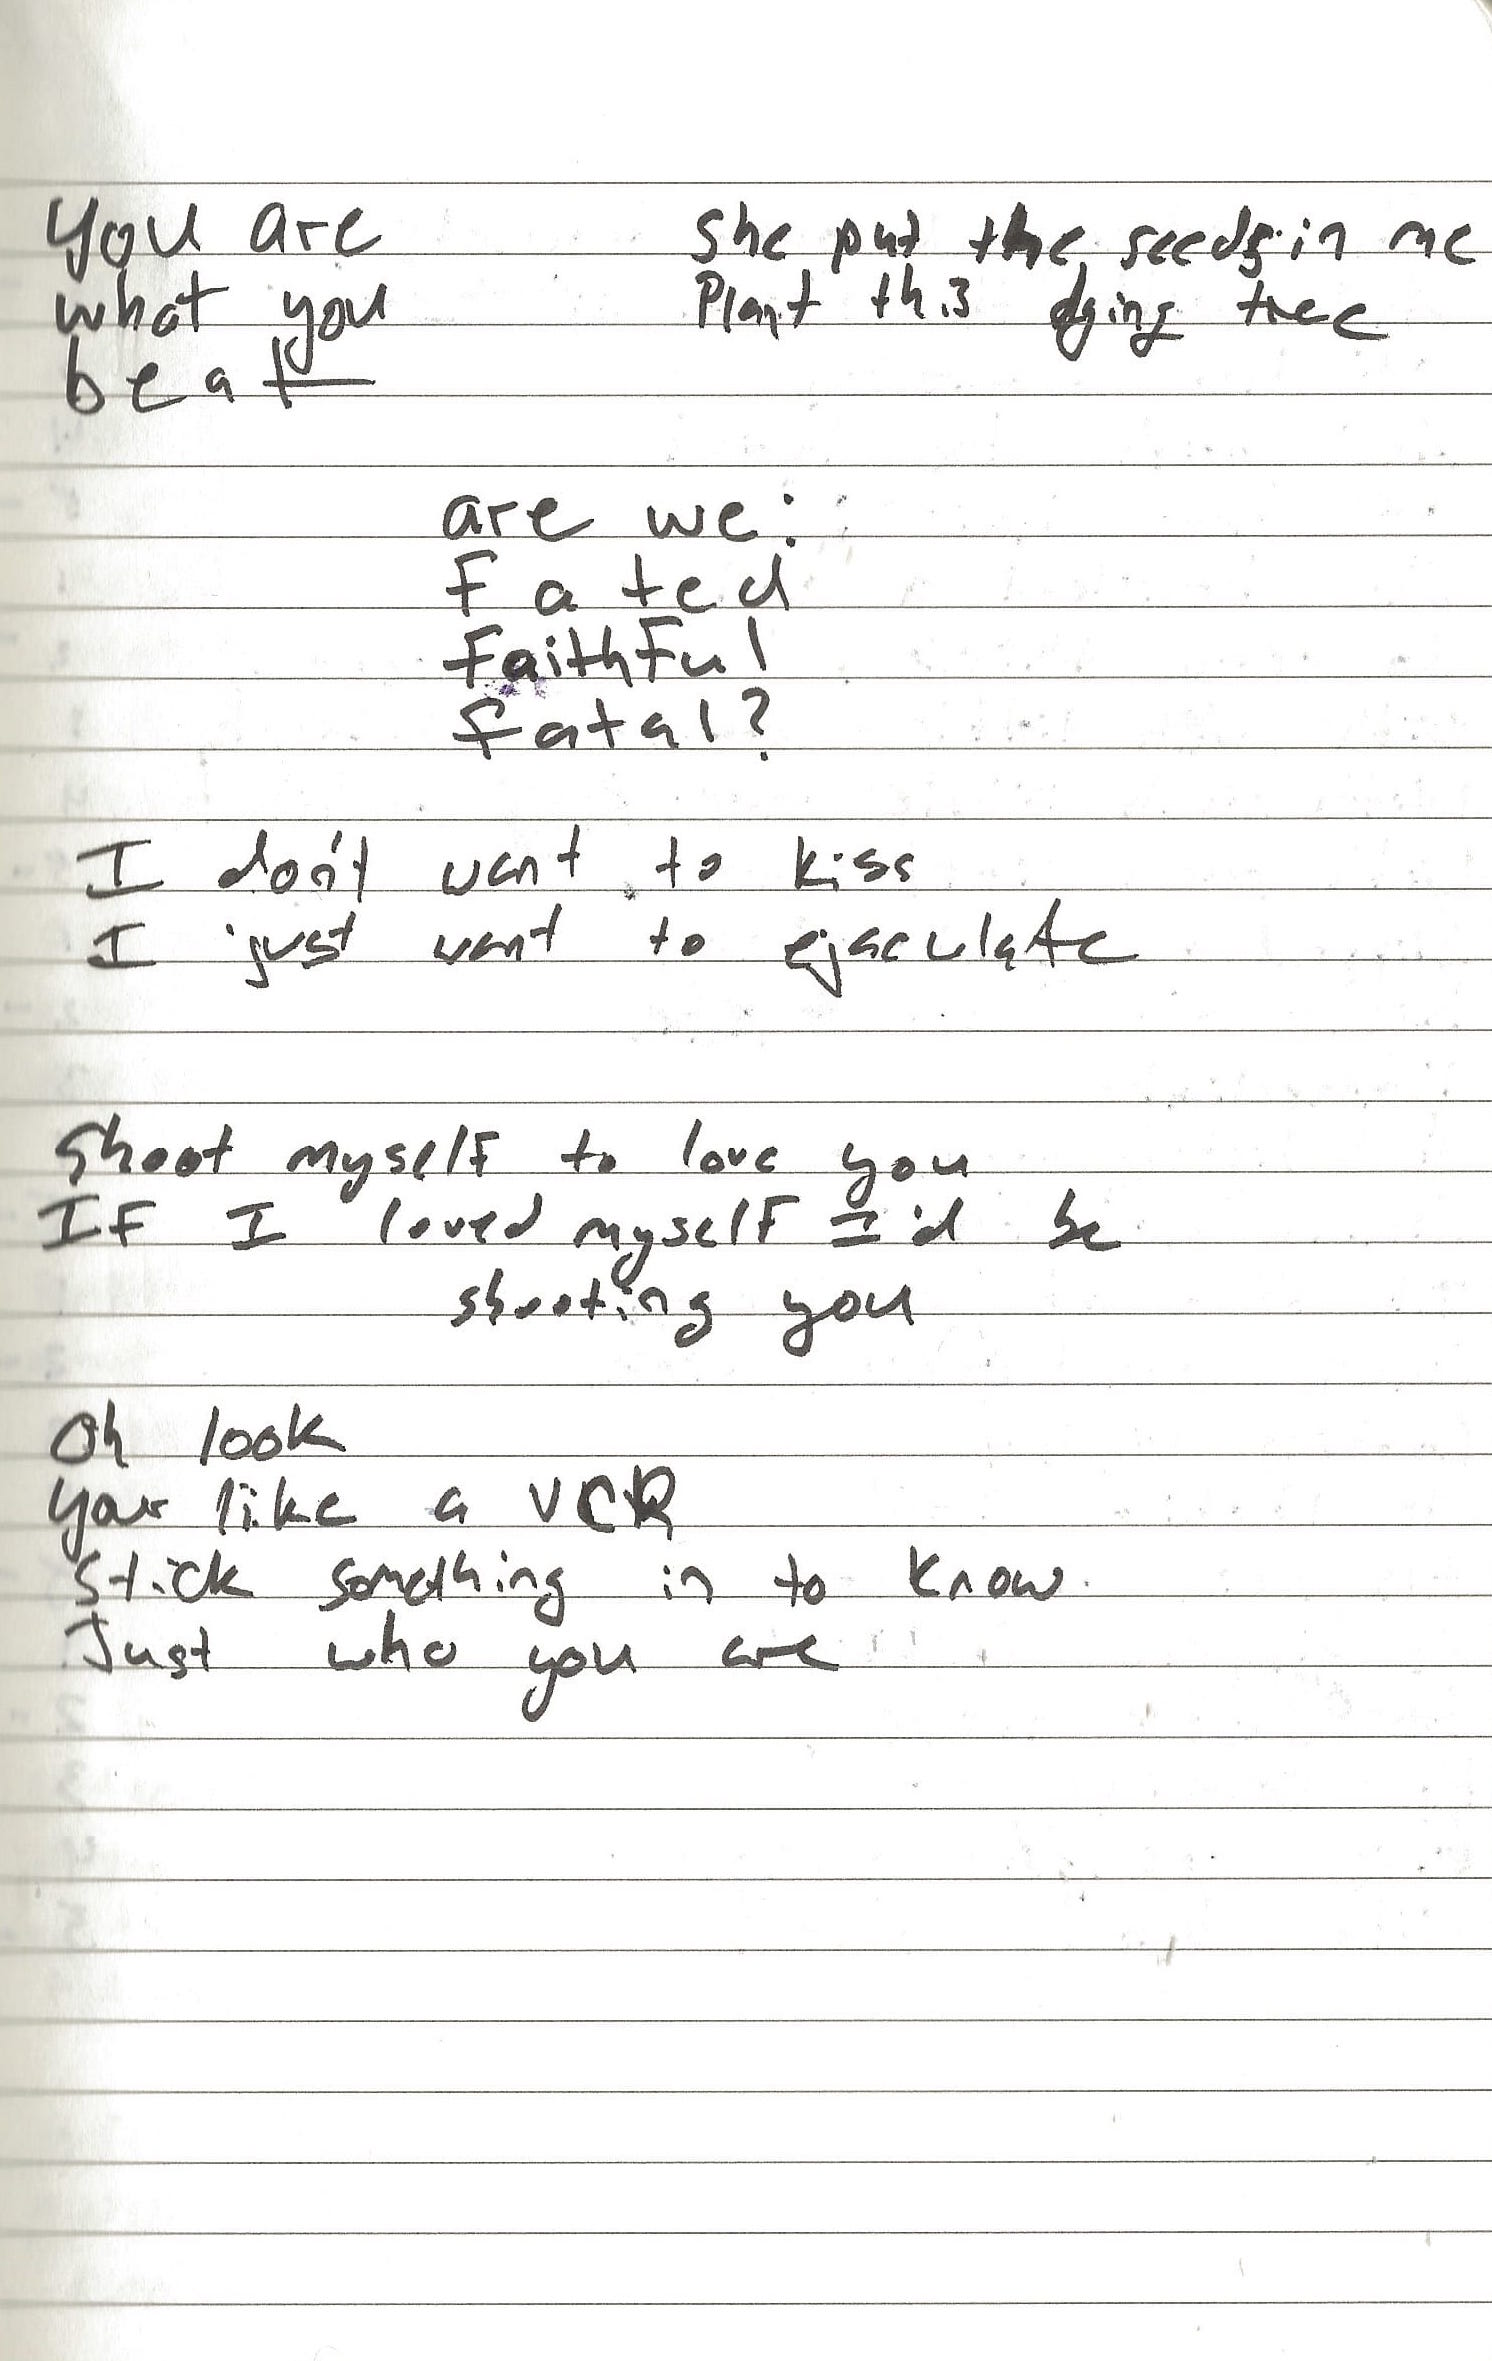 you are
what you
beat
she put the seeds in me
Plant this dying tree
are we:
Fated
FaithFul
fatal?
I don't want to kiss
I just want to ejaculate
Shoot myselF to love you
IF I loved myselF I'd be
shooting you
Oh look
your like a VCR
stick something in to know
Just who you are